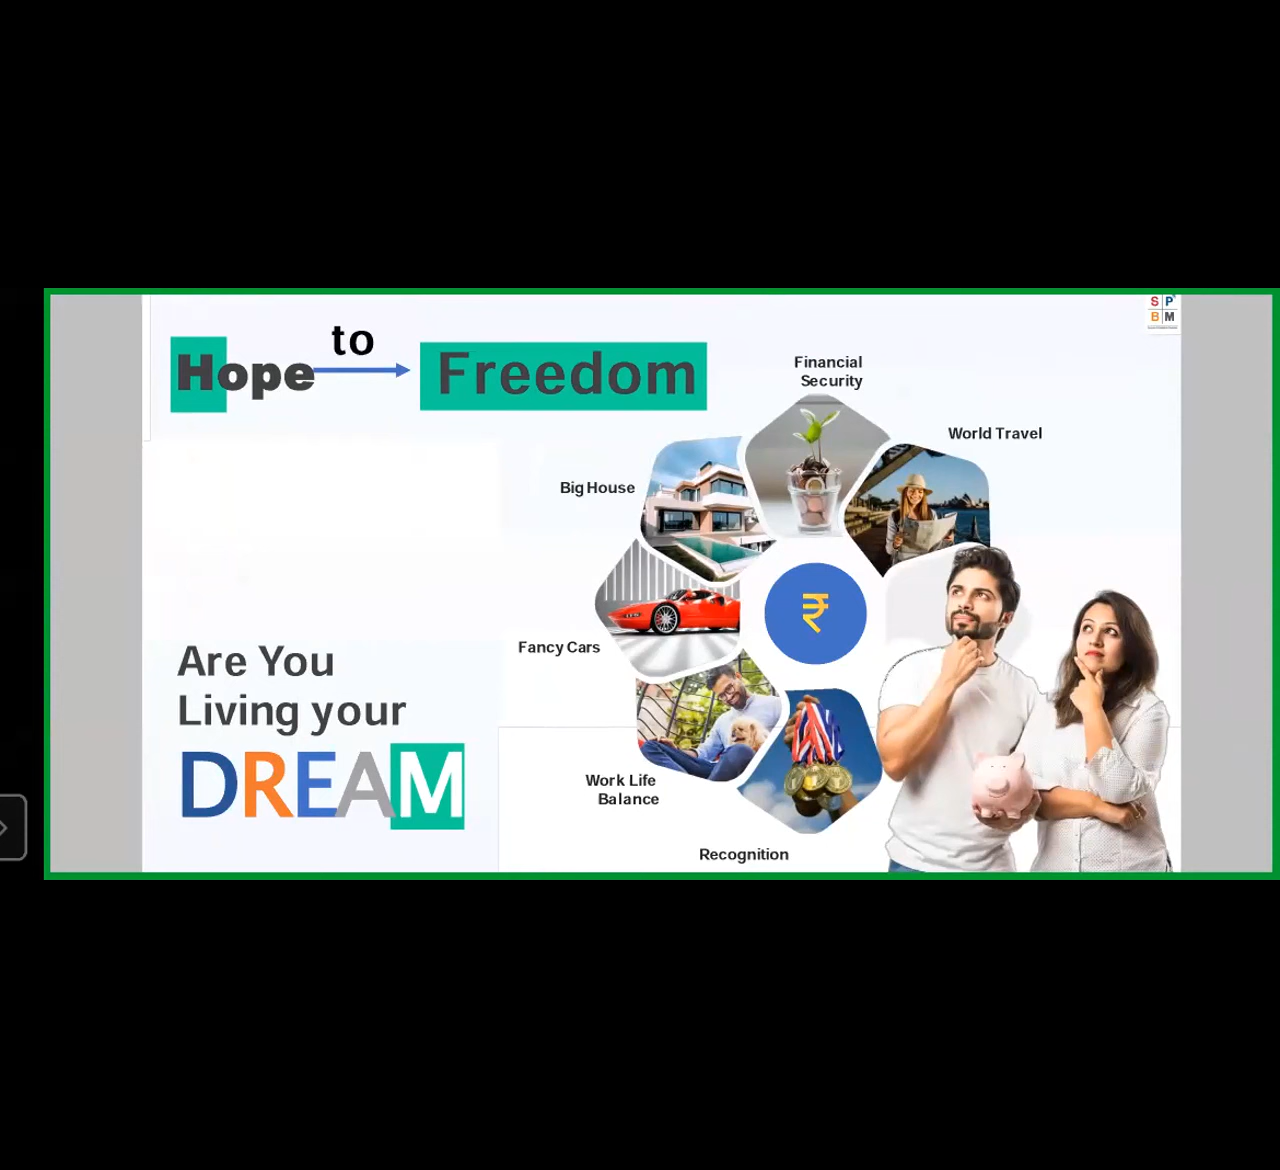 S P
B M
Hope to Freedom
Financial
Security
World Travel
Big House
₹
Fancy Cars
Are You
Living your
DREAM
Work Life
Balance
Recognition